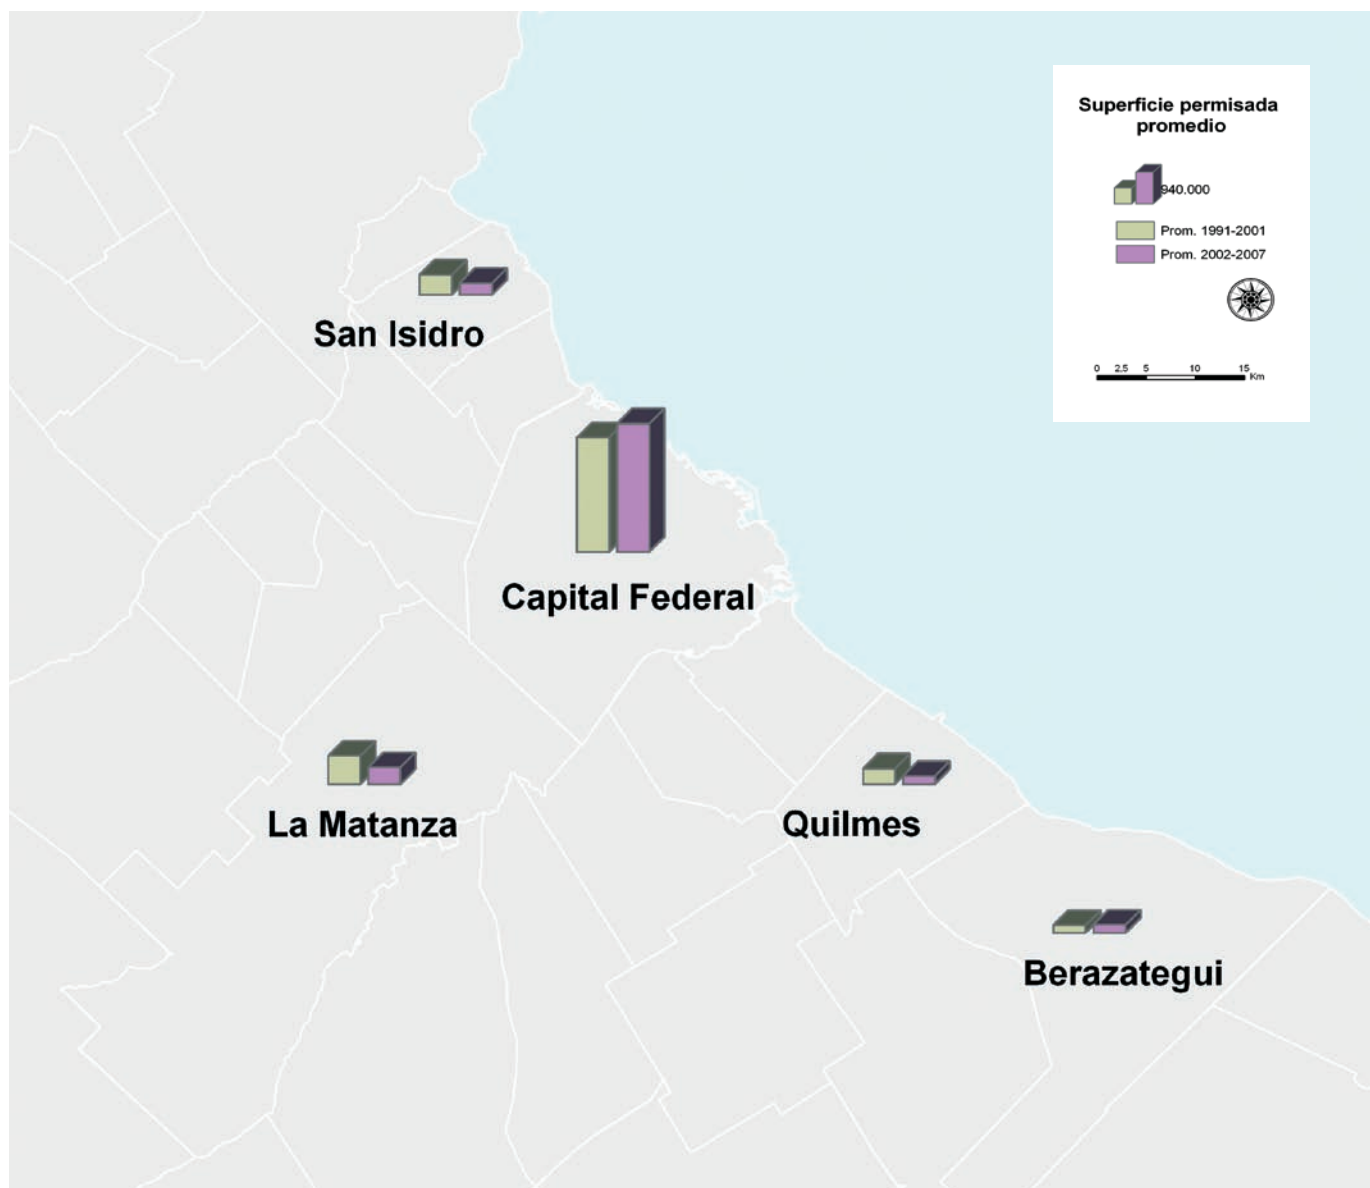 Superficie permisada
promedio
940.000
Prom. 1991-2001
Prom. 2002-2007
0 2.5 5 10 15
Km
San Isidro
Capital Federal
La Matanza
Quilmes
Berazategui